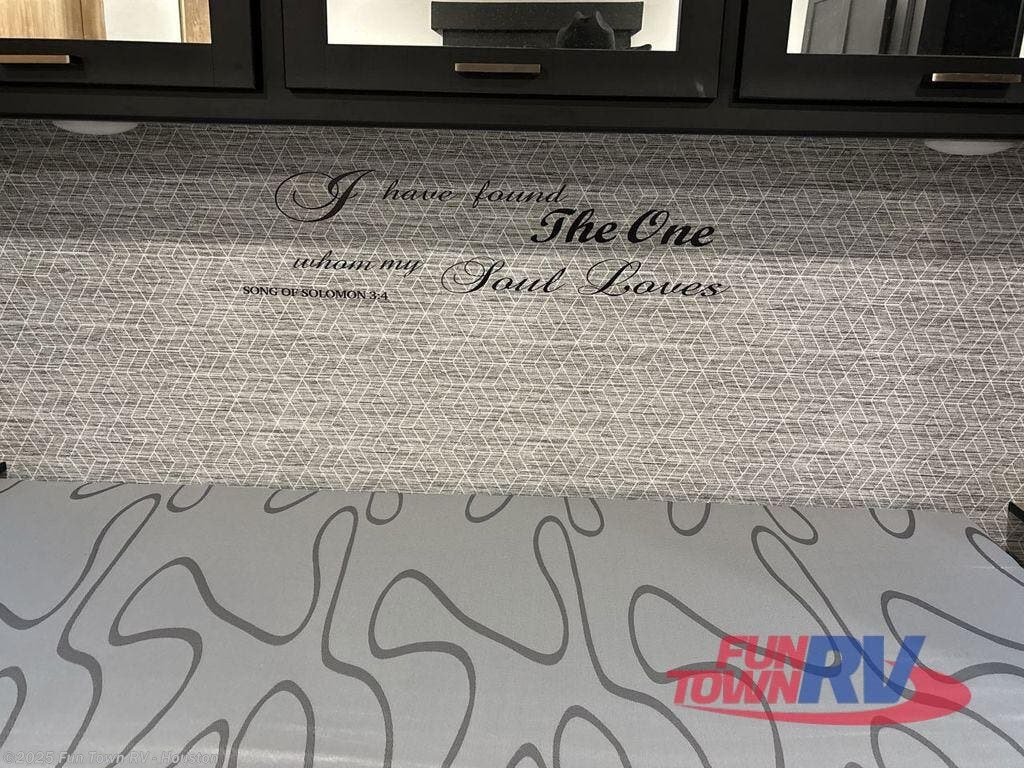 I have found
The One
whom my Soul Loves
SONG OF SOLOMON 3:4
FUN TOWN RV
©2025 Fun Town RV - Houston